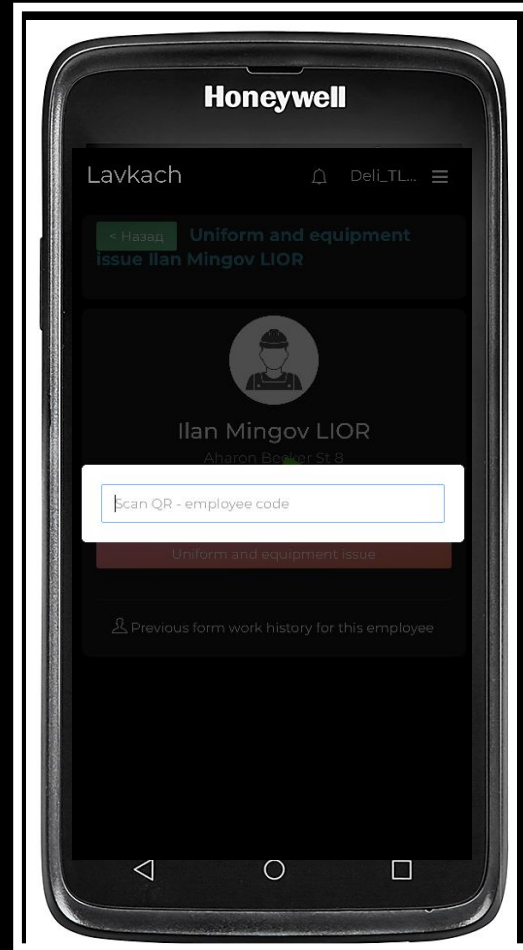 Honeywell
Lavkach
Deli_TL...
< Назад Uniform and equipment
issue Ilan Mingov LIOR
Ilan Mingov LIOR
Aharon Becker St 8
Scan QR - employee code
Uniform and equipment issue
Previous form work history for this employee